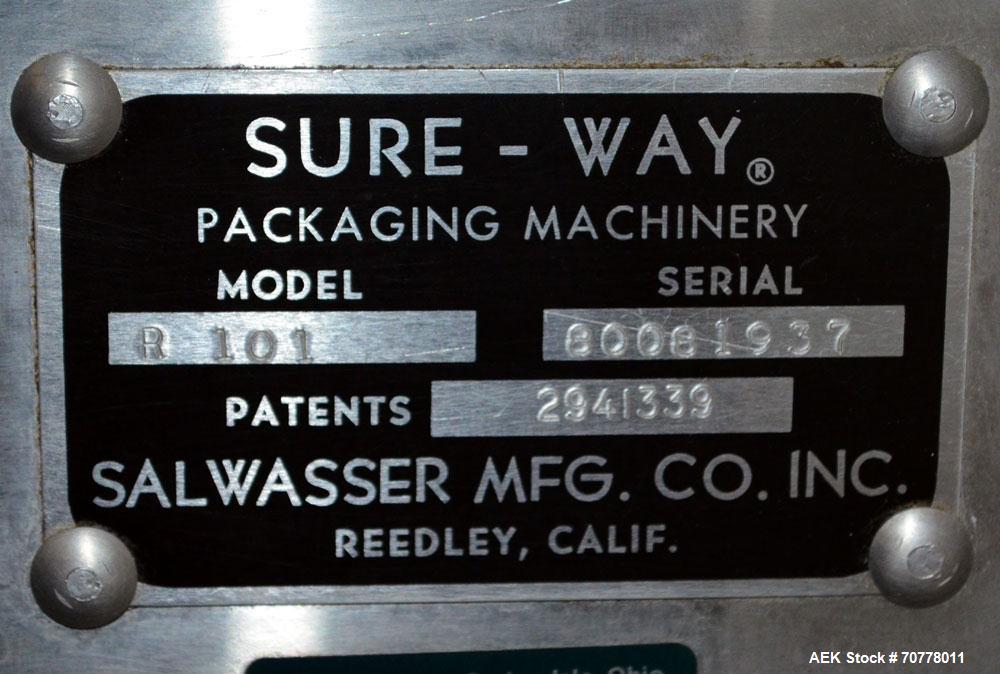 SURE - WAY®
PACKAGING MACHINERY
MODEL SERIAL
R 101 80081937
PATENTS 2941339
SALWASSER MFG. CO. INC.
REEDLEY, CALIF.
Ohio
AEK Stock # 70778011